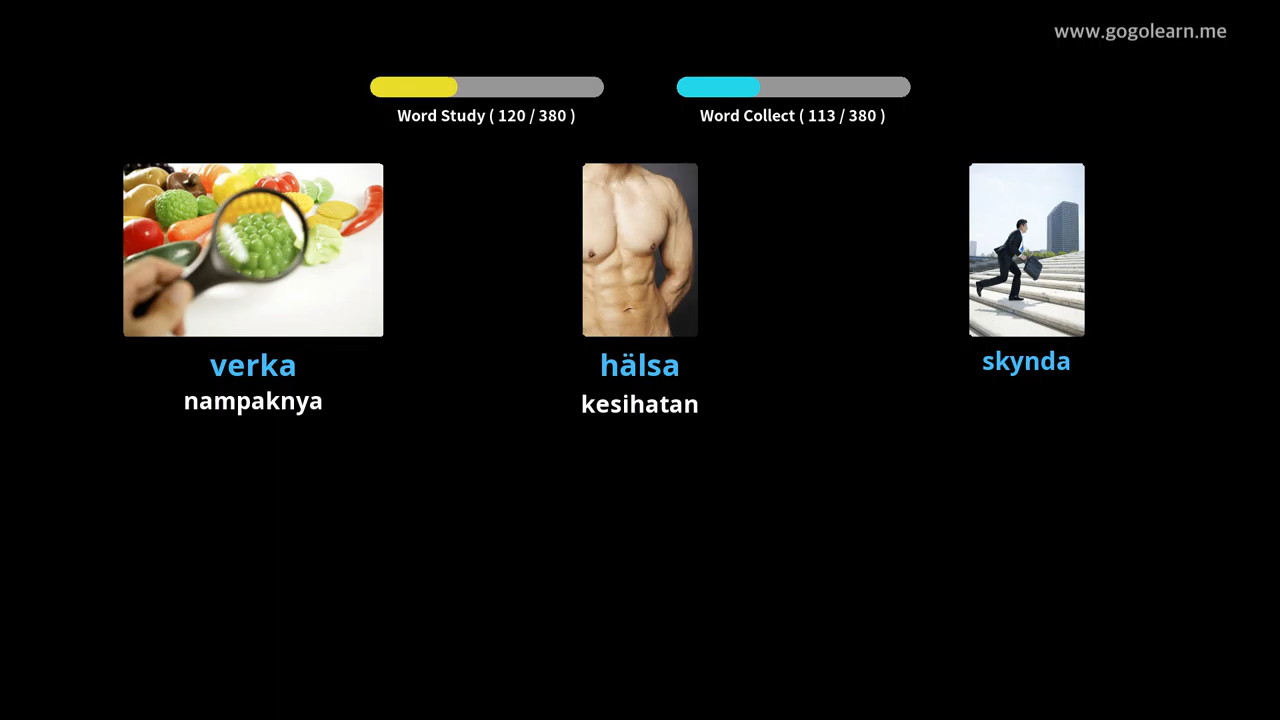 www.gogolearn.me
Word Study ( 120 / 380 )
Word Collect ( 113 / 380 )
verka
nampaknya
hälsa
kesihatan
skynda